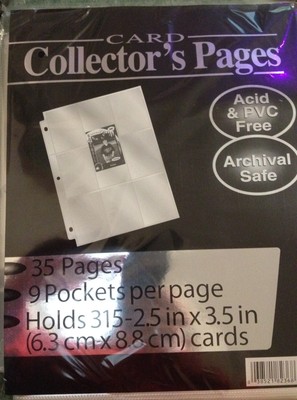 CARD
Collector's Pages
Acid
& PVC
Free
Archival
Safe
35 Pages
9 Pockets per page
Holds 315-2.5 in x 3.5 in
(6.3 cm x 8.8 cm) cards